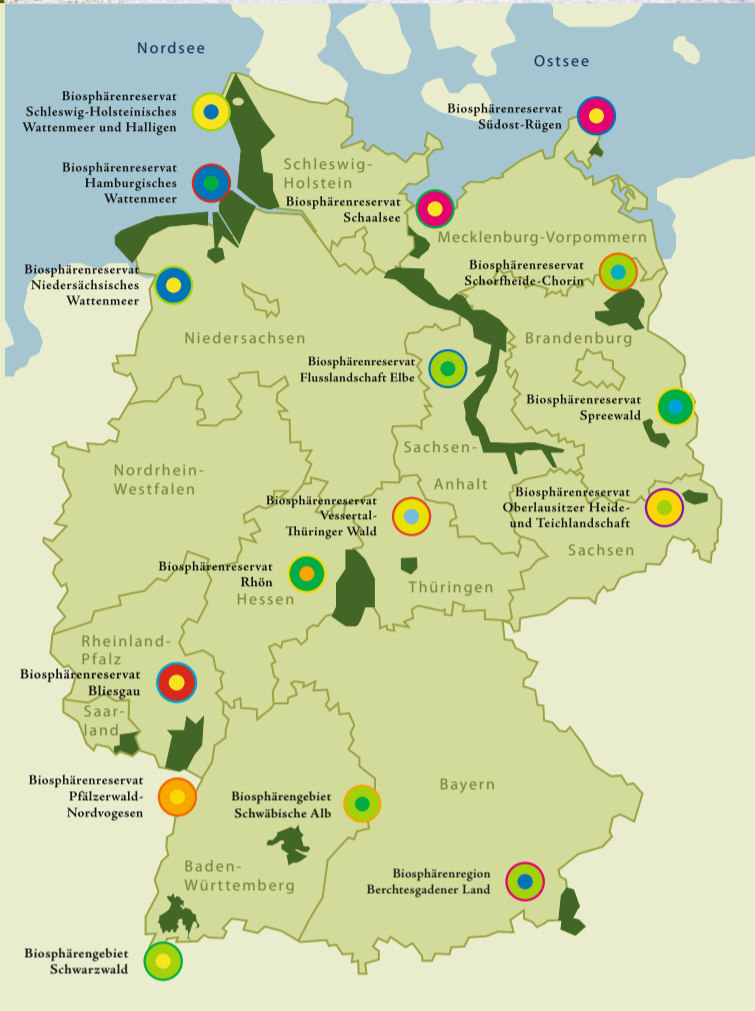 Nordsee
Ostsee
Biosphärenreservat
Schleswig-Holsteinisches
Wattenmeer und Halligen
Biosphärenreservat
Südost-Rügen
Biosphärenreservat
Hamburgisches
Wattenmeer
Schleswig-
Holstein
Biosphärenreservat
Schaalsee
Mecklenburg-Vorpommern
Biosphärenreservat
Niedersächsisches
Wattenmeer
Biosphärenreservat
Schorfheide-Chorin
Niedersachsen
Brandenburg
Biosphärenreservat
Flusslandschaft Elbe
Biosphärenreservat
Spreewald
Sachsen-
Anhalt
Nordrhein-
Westfalen
Biosphärenreservat
Vessertal-
Thüringer Wald
Biosphärenreservat
Oberlausitzer Heide-
und Teichlandschaft
Sachsen
Biosphärenreservat
Rhön
Hessen
Thüringen
Rheinland-
Pfalz
Biosphärenreservat
Bliesgau
Saar-
land
Biosphärenreservat
Pfälzerwald-
Nordvogesen
Biosphärengebiet
Schwäbische Alb
Bayern
Baden-
Württemberg
Biosphärenregion
Berchtesgadener Land
Biosphärengebiet
Schwarzwald